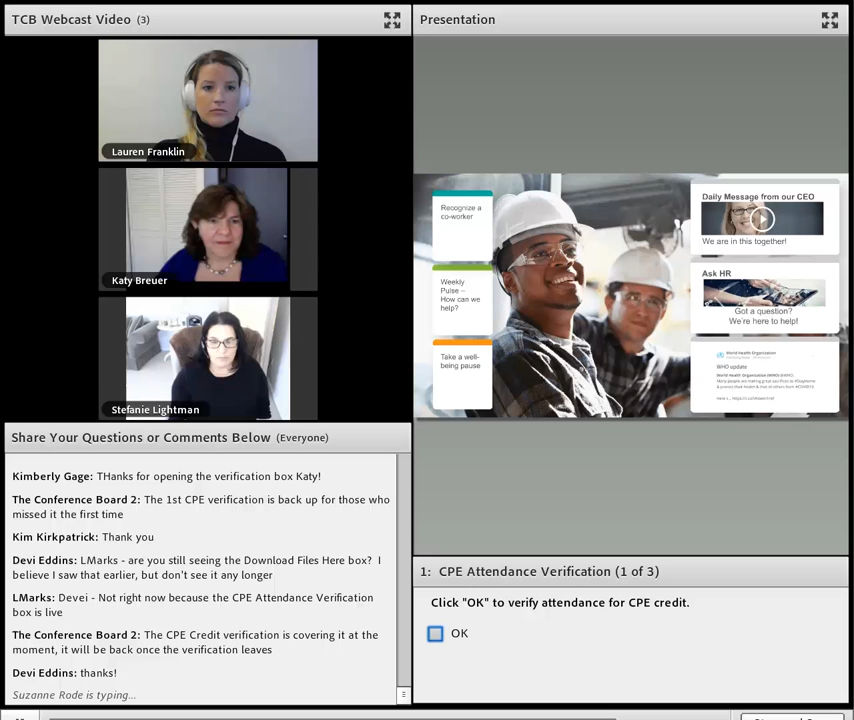 TCB Webcast Video (3)
Lauren Franklin
Katy Breuer
Stefanie Lightman
Share Your Questions or Comments Below (Everyone)
Kimberly Gage: THanks for opening the verification box Katy!
The Conference Board 2: The 1st CPE verification is back up for those who
missed it the first time
Kim Kirkpatrick: Thank you
Devi Eddins: LMarks - are you still seeing the Download Files Here box? I
believe I saw that earlier, but don't see it any longer
LMarks: Devei - Not right now because the CPE Attendance Verification
box is live
The Conference Board 2: The CPE Credit verification is covering it at the
moment, it will be back once the verification leaves
Devi Eddins: thanks!
Suzanne Rode is typing...
Presentation
Recognize a
co-worker
Weekly
Pulse –
How can we
help?
Take a well-
being pause
Daily Message from our CEO
We are in this together!
Ask HR
Got a question?
We're here to help!
World Health Organization
WHO update
World Health Organization (WHO)
1: CPE Attendance Verification (1 of 3)
Click "OK" to verify attendance for CPE credit.
OK